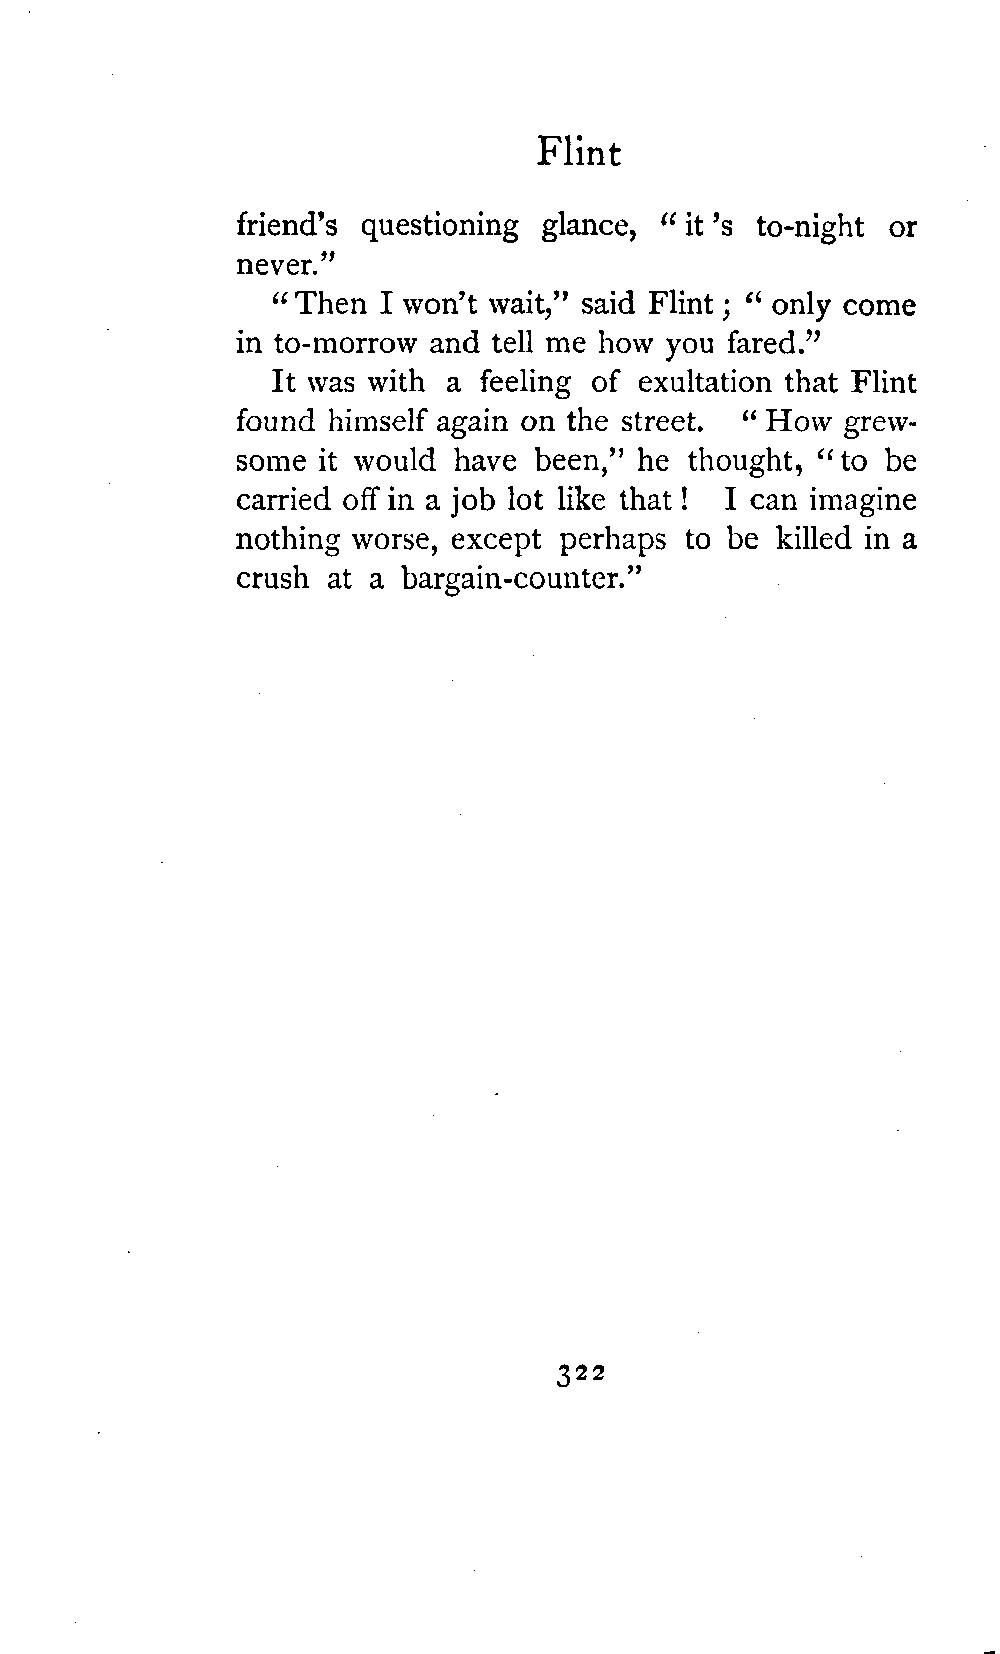 Flint
friend's questioning glance, “ it 's to-night or
never.”
“ Then I won't wait,” said Flint ; “ only come
in to-morrow and tell me how you fared.”
It was with a feeling of exultation that Flint
found himself again on the street. “ How grew-
some it would have been,” he thought, “ to be
carried off in a job lot like that ! I can imagine
nothing worse, except perhaps to be killed in a
crush at a bargain-counter.”
322